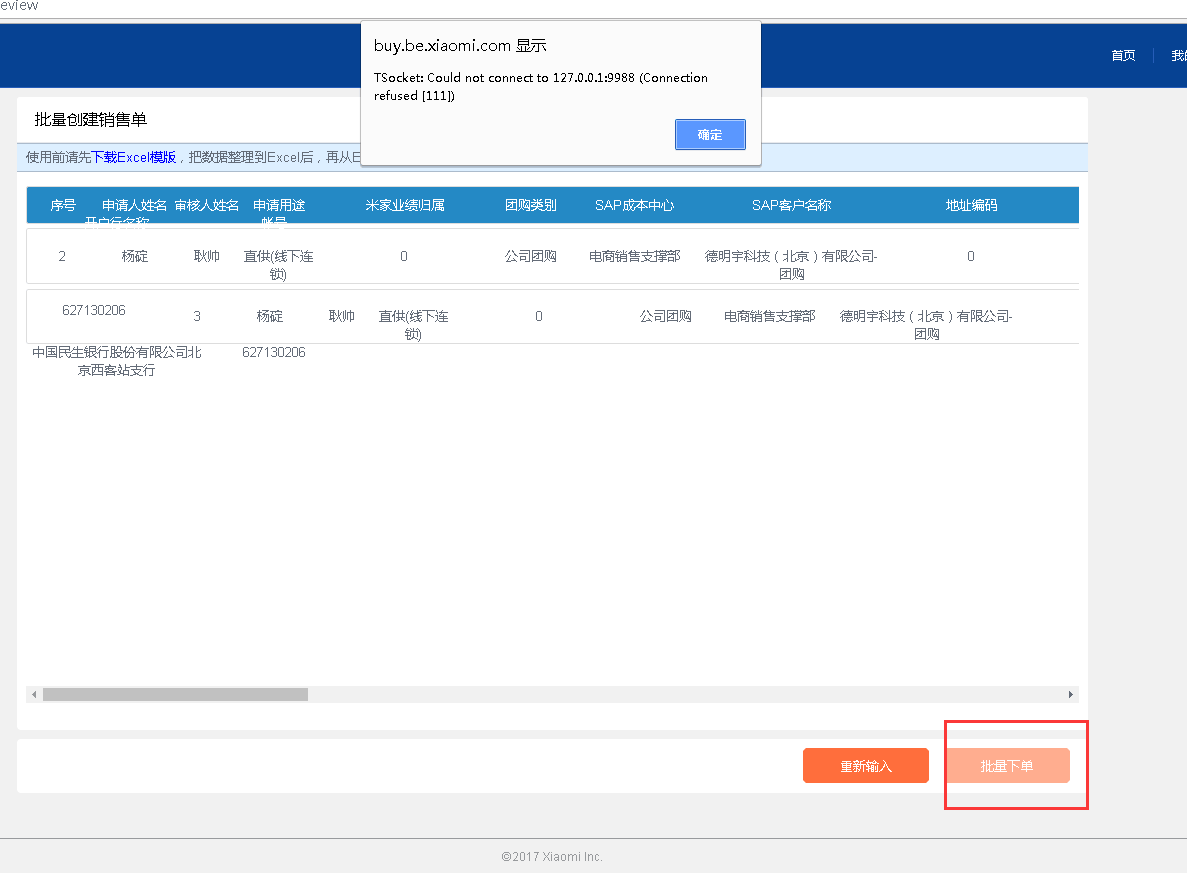 eview
buy.be.xiaomi.com 显示
TSocket: Could not connect to 127.0.0.1:9988 (Connection
refused [111])
确定
首页
批量创建销售单
使用前请先下载Excel模版，把数据整理到Excel后，再从E
序号 申请人姓名 审核人姓名 申请用途 米家业绩归属 团购类别 SAP成本中心 SAP客户名称 地址编码
开户行名称 帐号
2 杨碇 耿帅 直供(线下连 0 公司团购 电商销售支撑部 德明宇科技（北京）有限公司- 0
锁) 团购
627130206 3 杨碇 耿帅 直供(线下连 0 公司团购 电商销售支撑部 德明宇科技（北京）有限公司-
锁) 团购
中国民生银行股份有限公司北 627130206
京西客站支行
重新输入 批量下单
©2017 Xiaomi Inc.